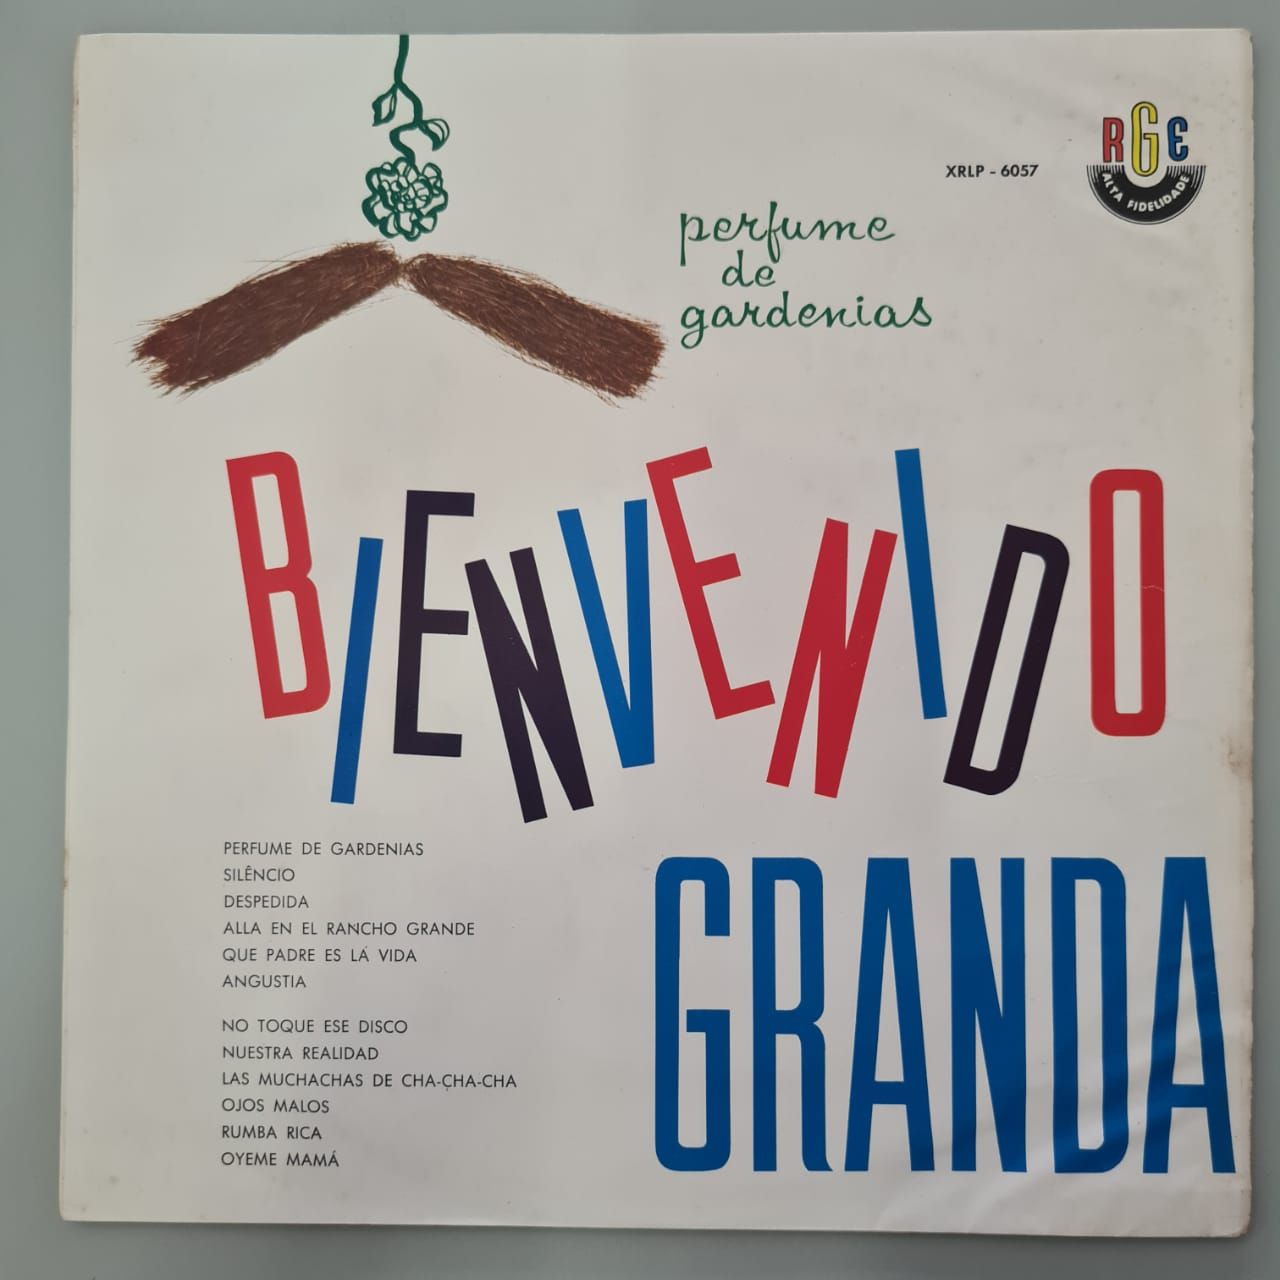 XRLP - 6057
RGE
ALTA FIDELIDADE
perfume
de
gardenias
BIENVENIDO
GRANDA
PERFUME DE GARDENIAS
SILÊNCIO
DESPEDIDA
ALLA EN EL RANCHO GRANDE
QUE PADRE ES LA VIDA
ANGUSTIA
NO TOQUE ESE DISCO
NUESTRA REALIDAD
LAS MUCHACHAS DE CHA-CHA-CHA
OJOS MALOS
RUMBA RICA
OYEME MAMÁ